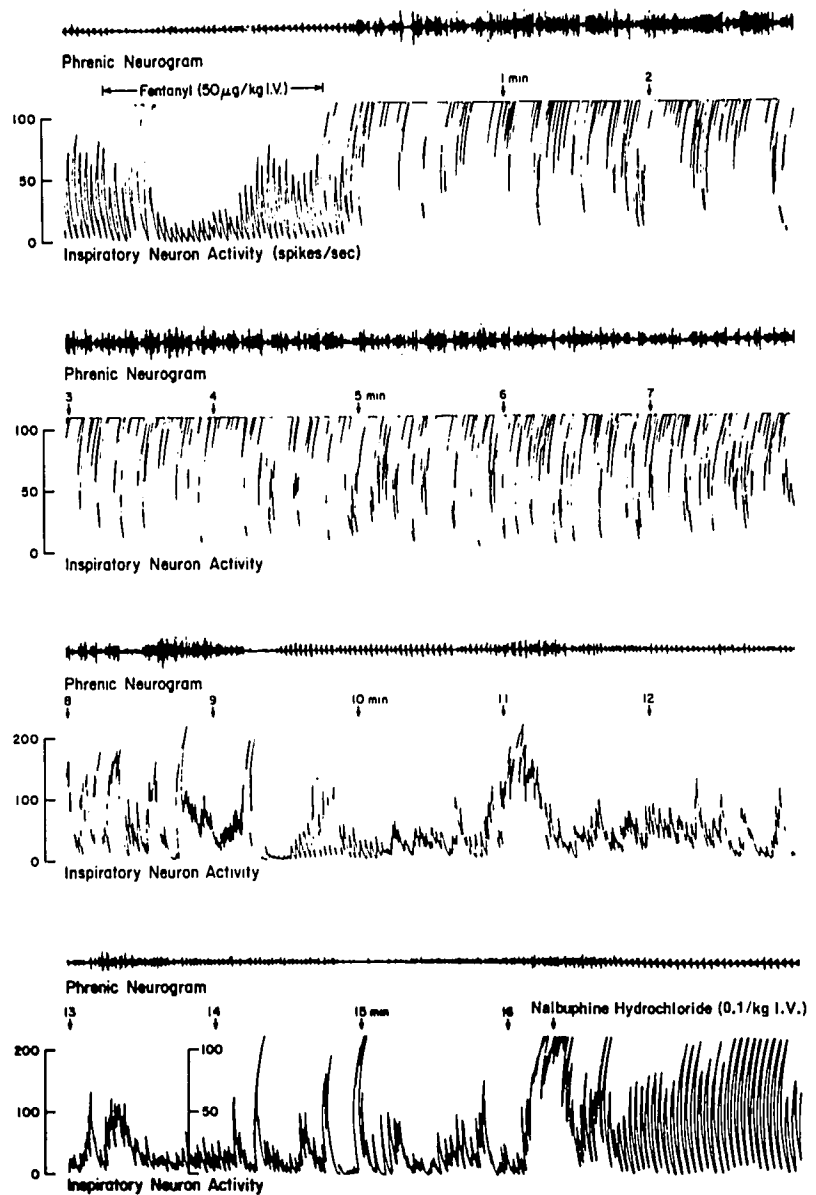 Phrenic Neurogram
Fentanyl (50μg/kg I.V.)
1 min 2
100
50
0
Inspiratory Neuron Activity (spikes/sec)
Phrenic Neurogram
3 4 5 min 6 7
100
50
0
Inspiratory Neuron Activity
Phrenic Neurogram
8 9 10 min 11 12
200
100
0
Inspiratory Neuron Activity
Phrenic Neurogram
13 14 15 min 16 Nalbuphine Hydrochloride (0.1/kg I.V.)
200 100
100 50
0 0
Inspiratory Neuron Activity